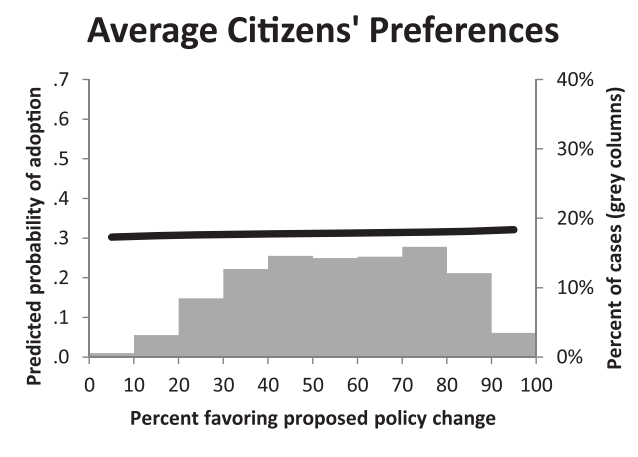 Average Citizens' Preferences
Predicted probability of adoption
.7
.6
.5
.4
.3
.2
.1
.0
40%
30%
20%
10%
0%
Percent of cases (grey columns)
0 10 20 30 40 50 60 70 80 90 100
Percent favoring proposed policy change